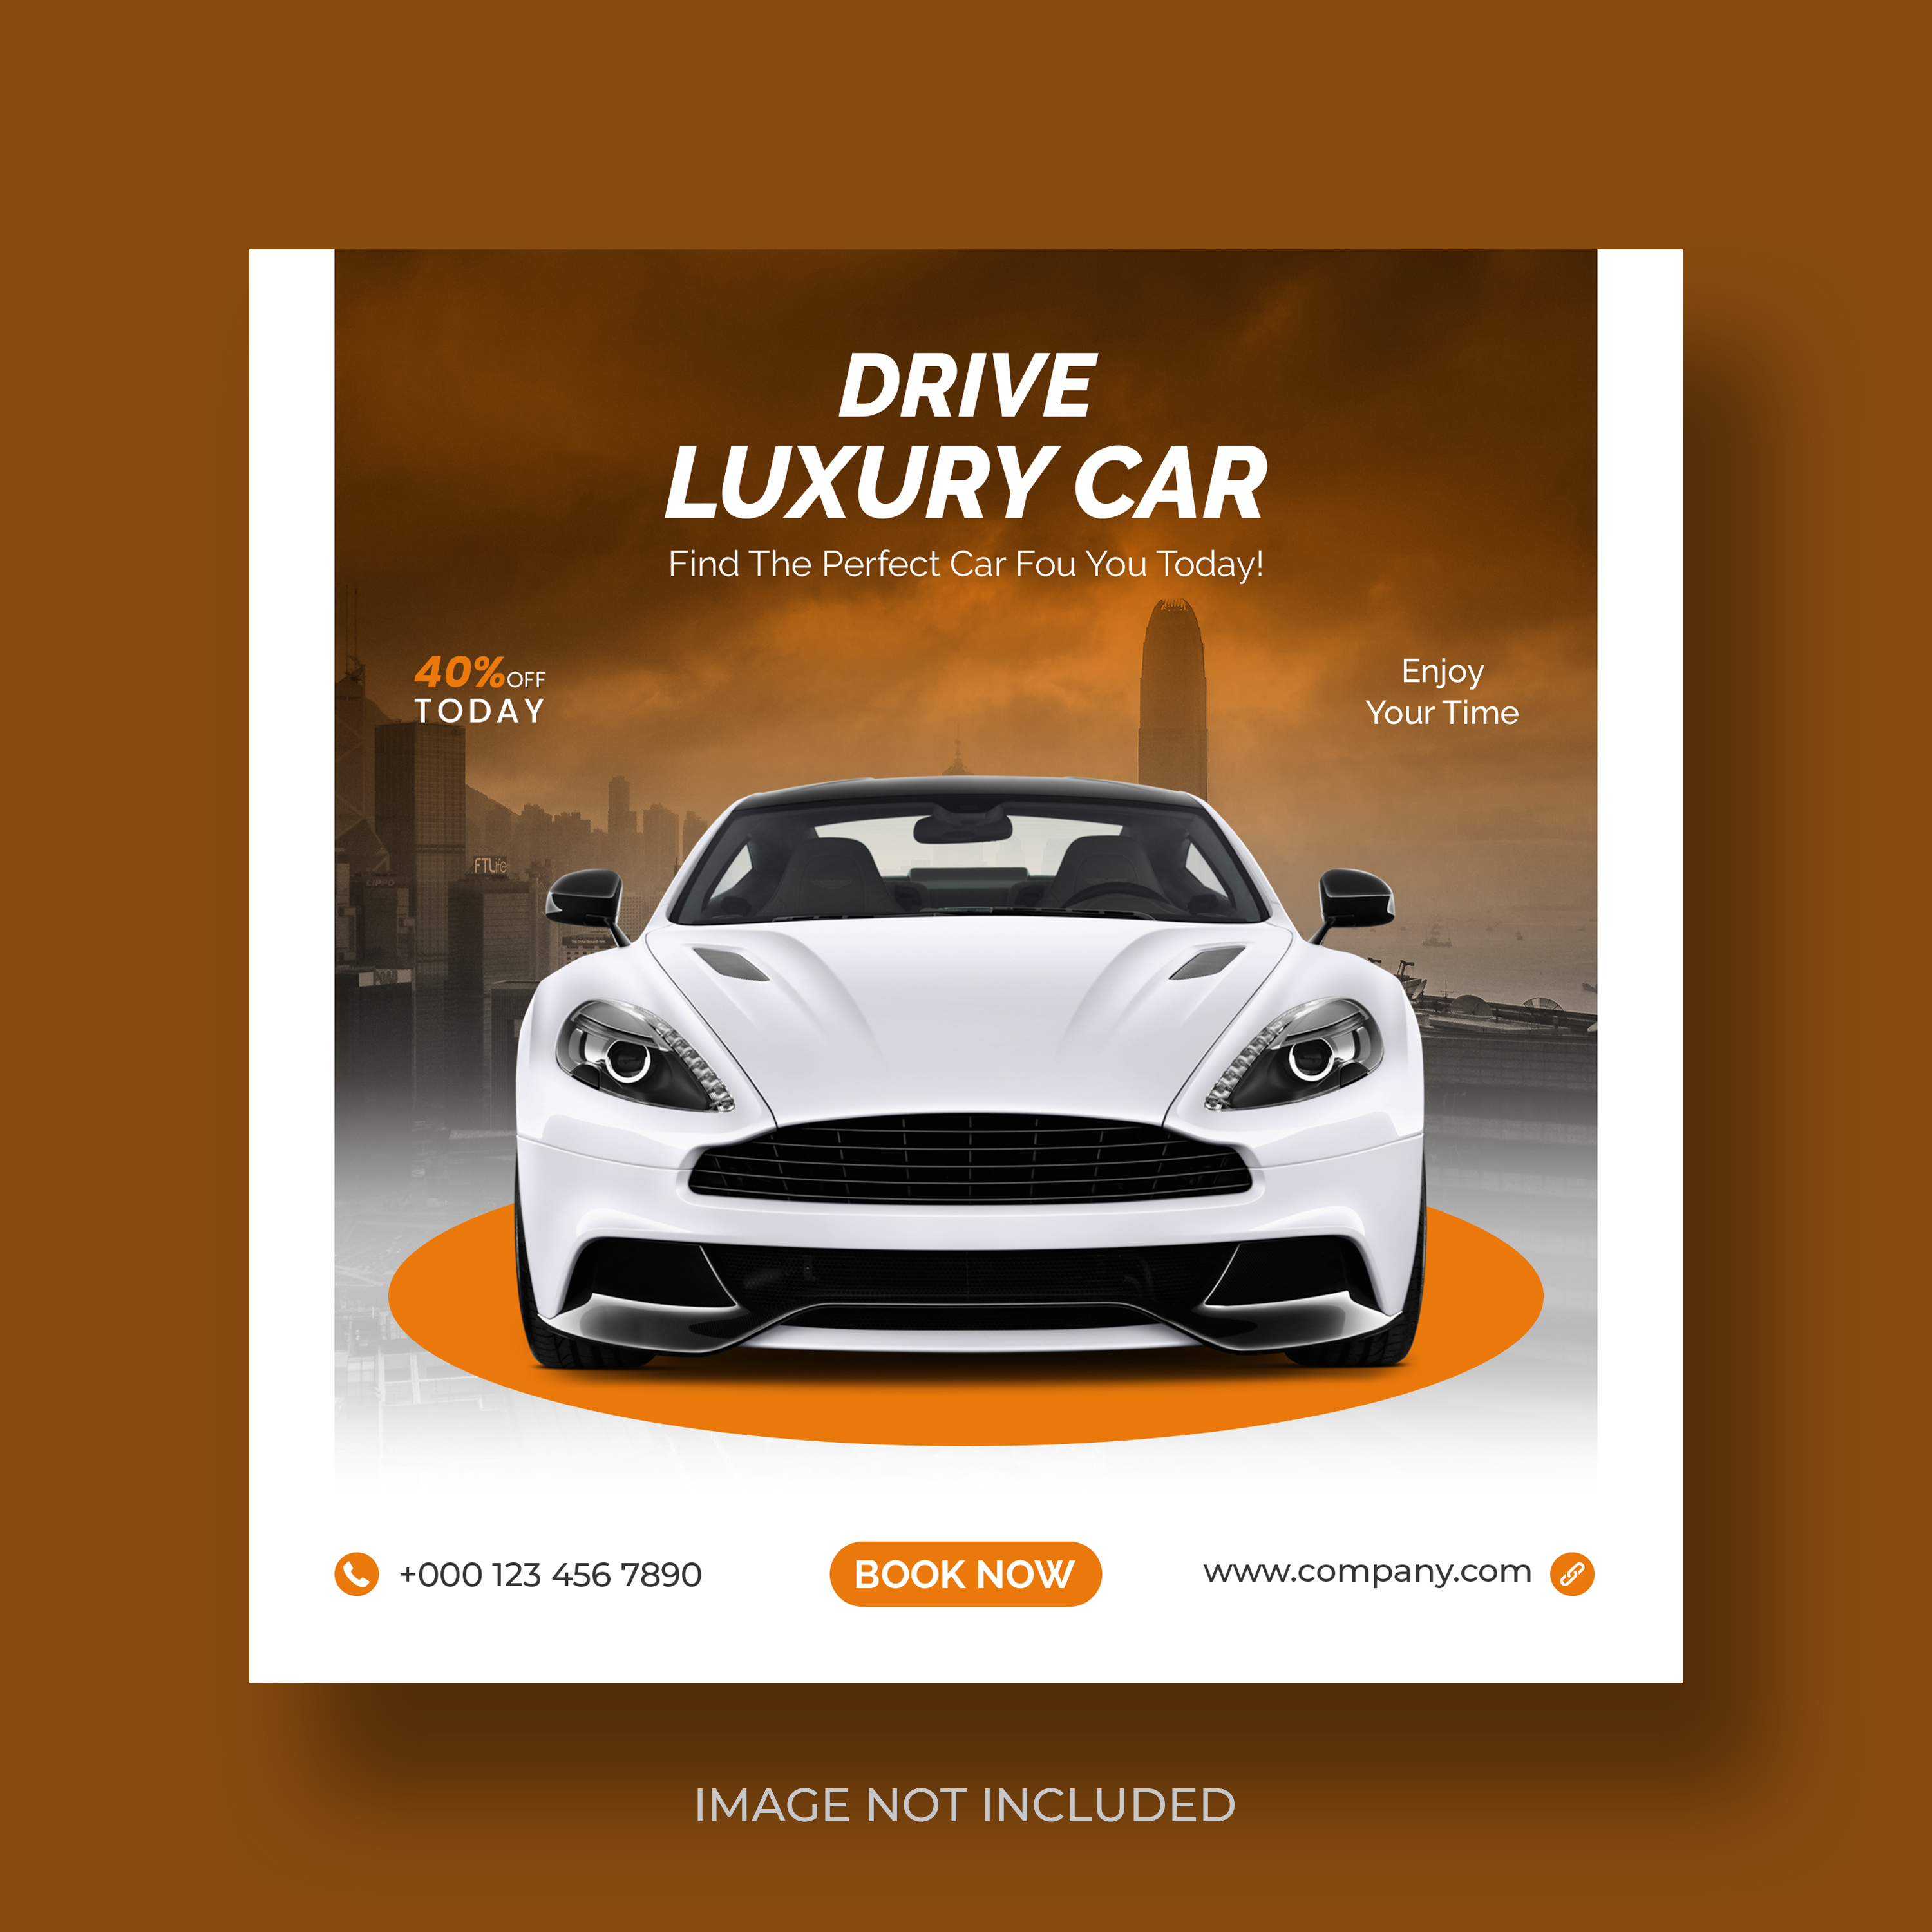 DRIVE
LUXURY CAR
Find The Perfect Car Fou You Today!
40%OFF
TODAY
Enjoy
Your Time
FTLife
+000 123 456 7890
BOOK NOW
www.company.com
IMAGE NOT INCLUDED